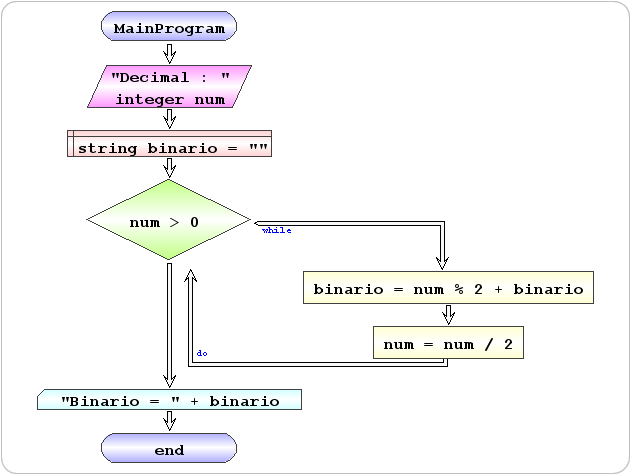 MainProgram
"Decimal : "
integer num
string binario = ""
num > 0
while
binario = num % 2 + binario
num = num / 2
do
"Binario = " + binario
end